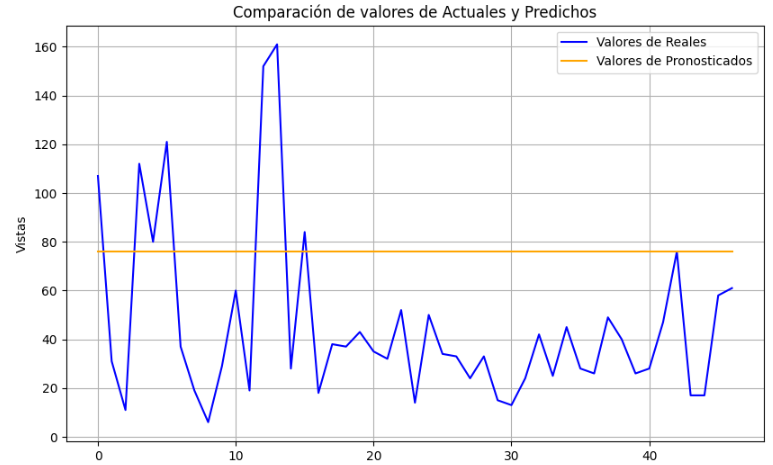 Comparación de valores de Actuales y Predichos
Valores de Reales
Valores de Pronosticados
Vistas
160
140
120
100
80
60
40
20
0
0 10 20 30 40